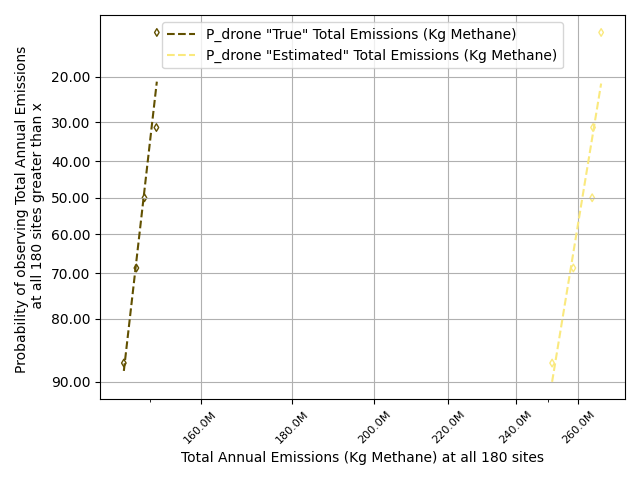 P_drone "True" Total Emissions (Kg Methane)
P_drone "Estimated" Total Emissions (Kg Methane)
Probability of observing Total Annual Emissions
at all 180 sites greater than x
20.00
30.00
40.00
50.00
60.00
70.00
80.00
90.00
160.0M
180.0M
200.0M
220.0M
240.0M
260.0M
Total Annual Emissions (Kg Methane) at all 180 sites